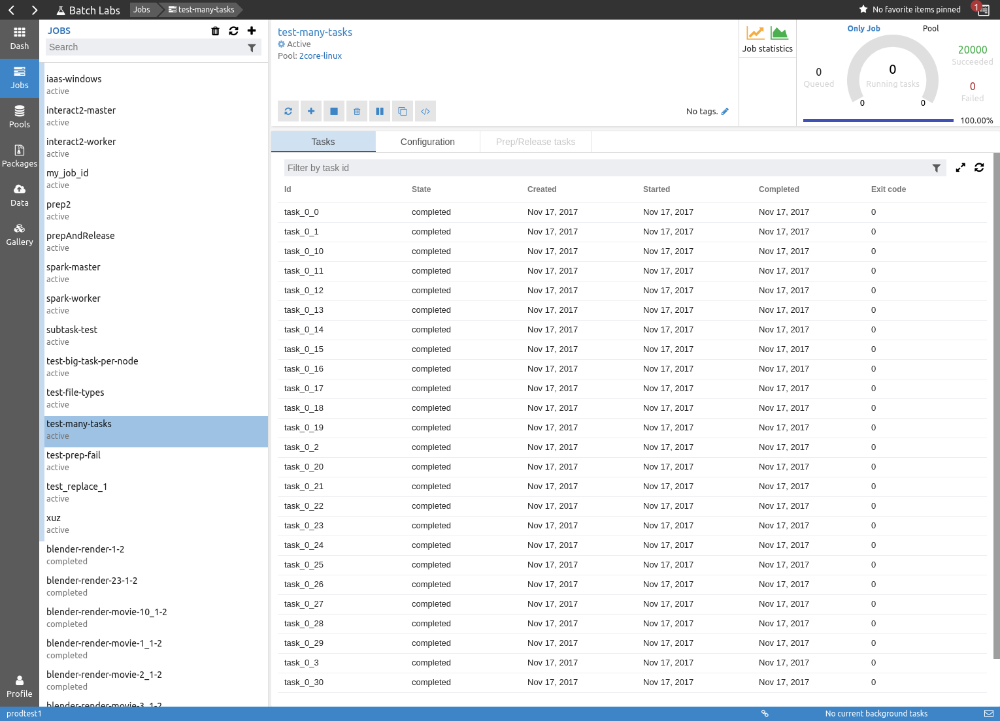 Batch Labs
Jobs
test-many-tasks
No favorite items pinned
1
Dash
Jobs
Pools
Packages
Data
Gallery
Profile
JOBS
Search
iaas-windows
active
interact2-master
active
interact2-worker
active
my_job_id
active
prep2
active
prepAndRelease
active
spark-master
active
spark-worker
active
subtask-test
active
test-big-task-per-node
active
test-file-types
active
test-many-tasks
active
test-prep-fail
active
test_replace_1
active
xuz
active
blender-render-1-2
completed
blender-render-23-1-2
completed
blender-render-movie-10_1-2
completed
blender-render-movie-1_1-2
completed
blender-render-movie-2_1-2
completed
blender-render-movie-3_1-2
test-many-tasks
Active
Pool: 2core-linux
No tags.
Job statistics
Only Job
Pool
0
Queued
0
Running tasks
0
0
20000
Succeeded
0
Failed
100.00%
Tasks
Configuration
Prep/Release tasks
Filter by task id
Id State Created Started Completed Exit code
task_0_0 completed Nov 17, 2017 Nov 17, 2017 Nov 17, 2017 0
task_0_1 completed Nov 17, 2017 Nov 17, 2017 Nov 17, 2017 0
task_0_10 completed Nov 17, 2017 Nov 17, 2017 Nov 17, 2017 0
task_0_11 completed Nov 17, 2017 Nov 17, 2017 Nov 17, 2017 0
task_0_12 completed Nov 17, 2017 Nov 17, 2017 Nov 17, 2017 0
task_0_13 completed Nov 17, 2017 Nov 17, 2017 Nov 17, 2017 0
task_0_14 completed Nov 17, 2017 Nov 17, 2017 Nov 17, 2017 0
task_0_15 completed Nov 17, 2017 Nov 17, 2017 Nov 17, 2017 0
task_0_16 completed Nov 17, 2017 Nov 17, 2017 Nov 17, 2017 0
task_0_17 completed Nov 17, 2017 Nov 17, 2017 Nov 17, 2017 0
task_0_18 completed Nov 17, 2017 Nov 17, 2017 Nov 17, 2017 0
task_0_19 completed Nov 17, 2017 Nov 17, 2017 Nov 17, 2017 0
task_0_2 completed Nov 17, 2017 Nov 17, 2017 Nov 17, 2017 0
task_0_20 completed Nov 17, 2017 Nov 17, 2017 Nov 17, 2017 0
task_0_21 completed Nov 17, 2017 Nov 17, 2017 Nov 17, 2017 0
task_0_22 completed Nov 17, 2017 Nov 17, 2017 Nov 17, 2017 0
task_0_23 completed Nov 17, 2017 Nov 17, 2017 Nov 17, 2017 0
task_0_24 completed Nov 17, 2017 Nov 17, 2017 Nov 17, 2017 0
task_0_25 completed Nov 17, 2017 Nov 17, 2017 Nov 17, 2017 0
task_0_26 completed Nov 17, 2017 Nov 17, 2017 Nov 17, 2017 0
task_0_27 completed Nov 17, 2017 Nov 17, 2017 Nov 17, 2017 0
task_0_28 completed Nov 17, 2017 Nov 17, 2017 Nov 17, 2017 0
task_0_29 completed Nov 17, 2017 Nov 17, 2017 Nov 17, 2017 0
task_0_3 completed Nov 17, 2017 Nov 17, 2017 Nov 17, 2017 0
task_0_30 completed Nov 17, 2017 Nov 17, 2017 Nov 17, 2017 0
prodtest1
No current background tasks